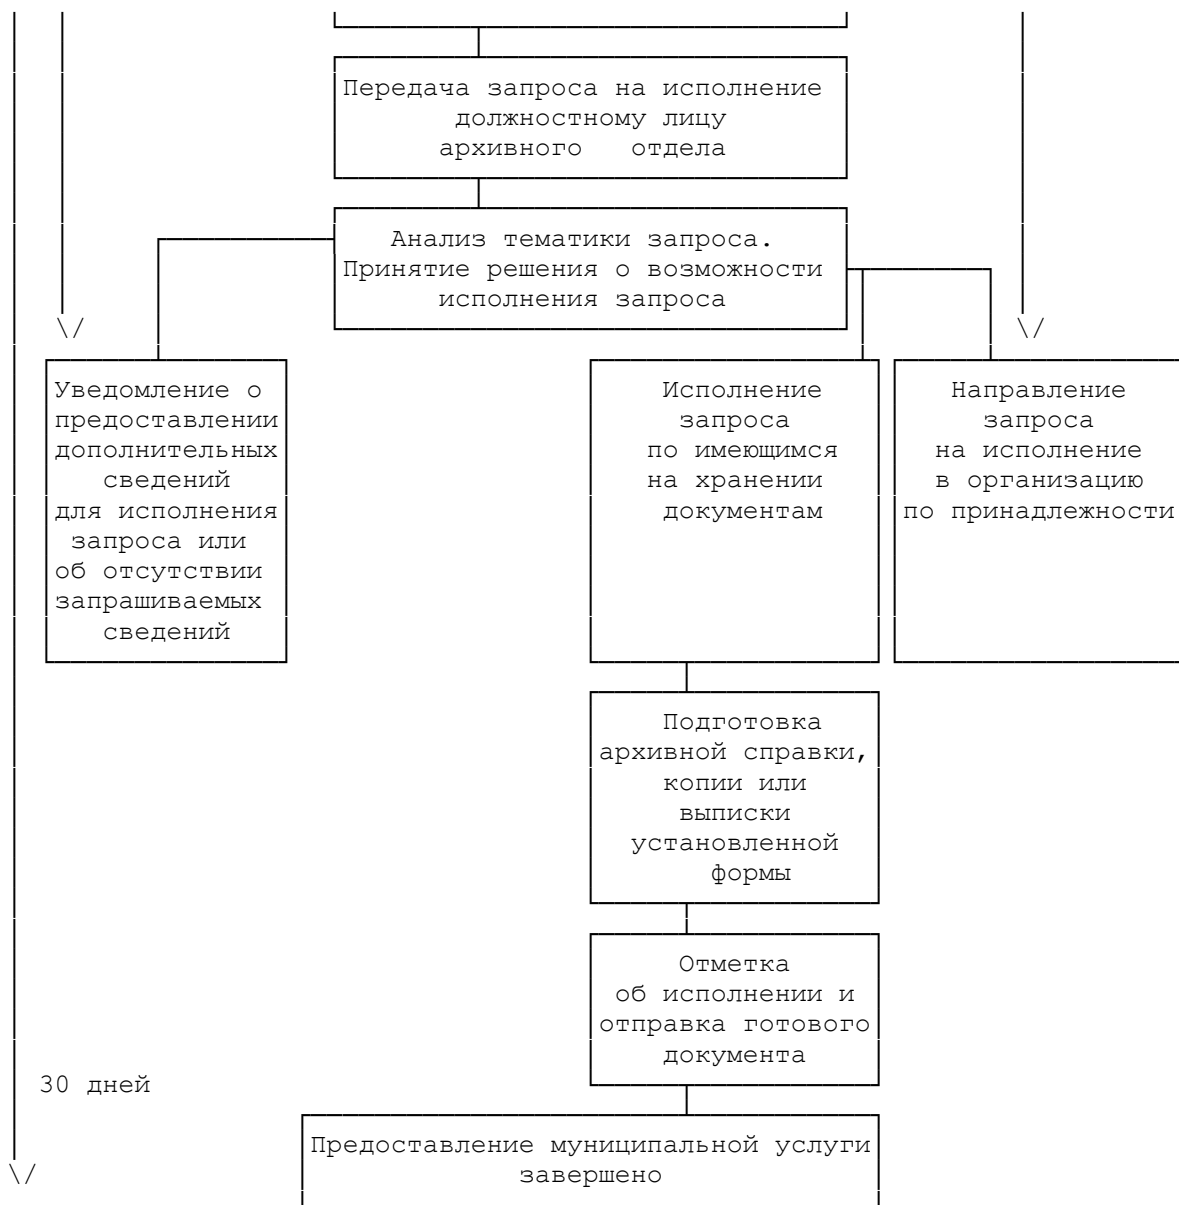 Передача запроса на исполнение
должностному лицу
архивного отдела
Анализ тематики запроса.
Принятие решения о возможности
исполнения запроса
\/
\/
Уведомление о
предоставлении
дополнительных
сведений
для исполнения
запроса или
об отсутствии
запрашиваемых
сведений
Исполнение
запроса
по имеющимся
на хранении
документам
Направление
запроса
на исполнение
в организацию
по принадлежности
Подготовка
архивной справки,
копии или
выписки
установленной
формы
Отметка
об исполнении и
отправка готового
документа
30 дней
Предоставление муниципальной услуги
завершено
\/